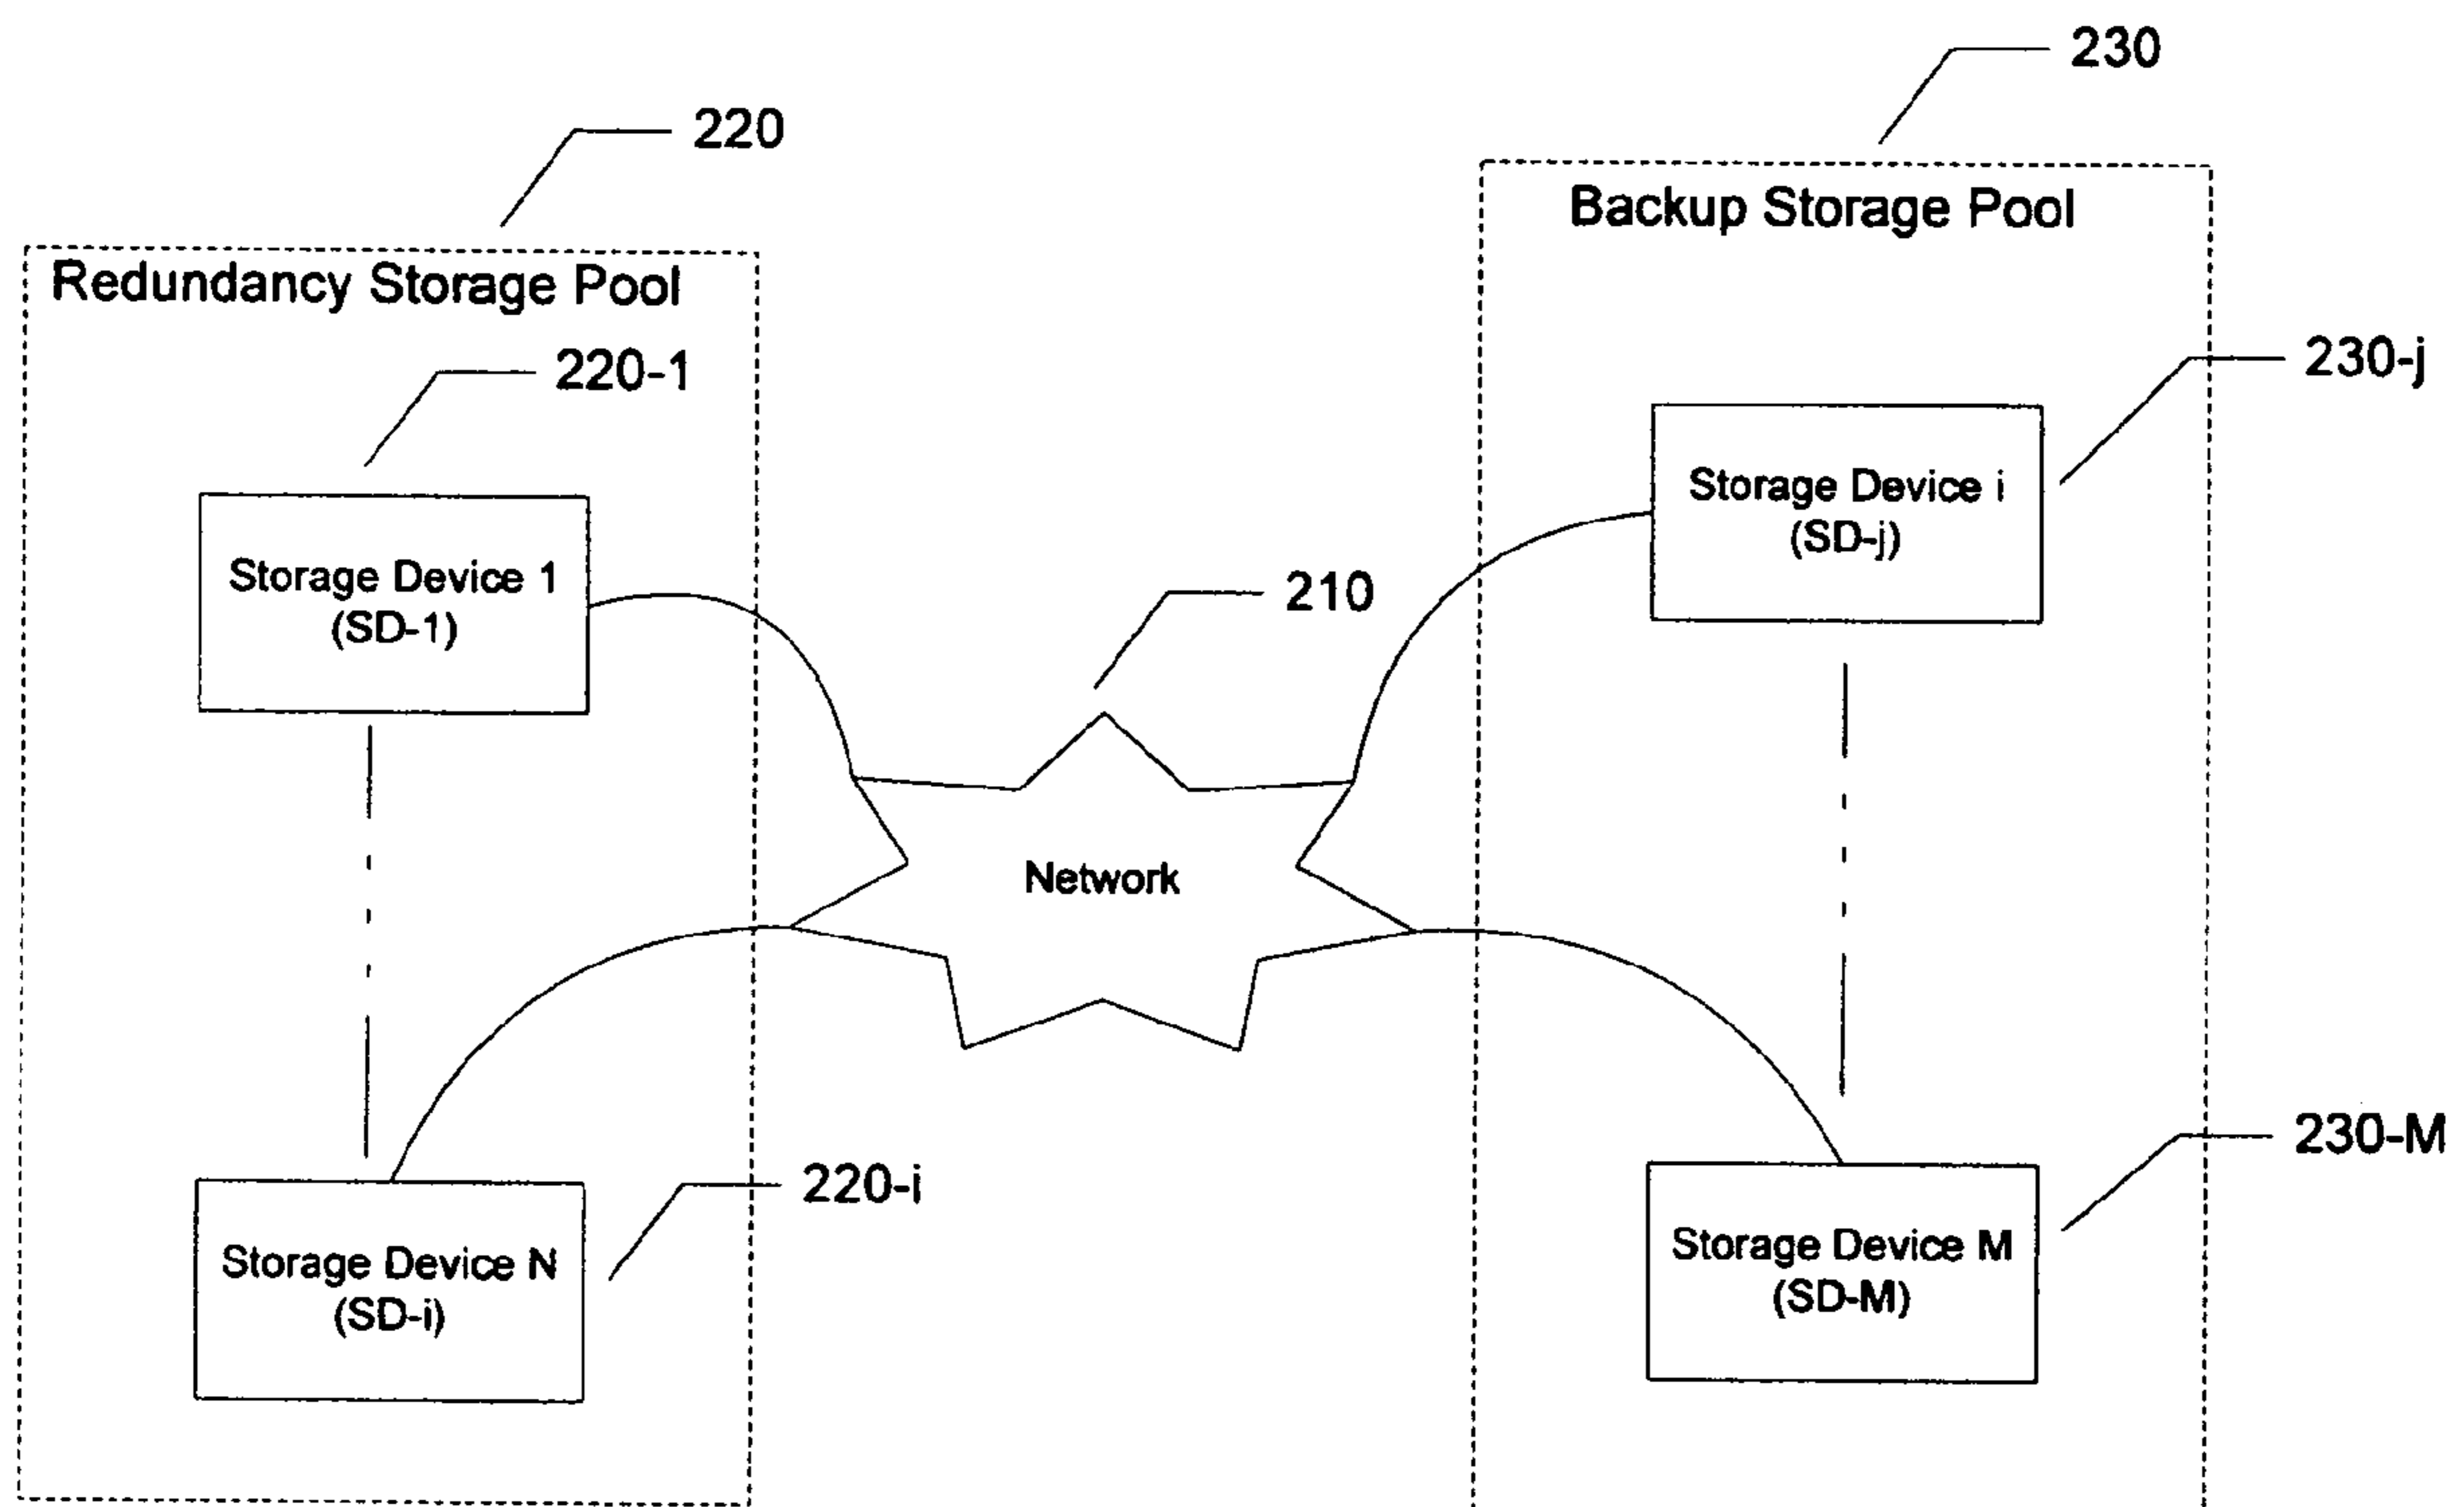 230
220
Backup Storage Pool
Redundancy Storage Pool
230-j
220-1
Storage Device i
(SD-j)
Storage Device 1
(SD-1)
210
Network
230-M
220-i
Storage Device M
(SD-M)
Storage Device N
(SD-i)